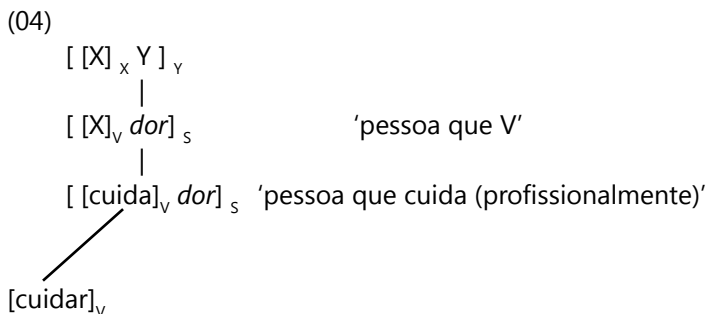 (04)
[ [X] X Y ] Y
[ [X]V dor] S ‘pessoa que V’
[ [cuida]V dor] S ‘pessoa que cuida (profissionalmente)’
[cuidar]V